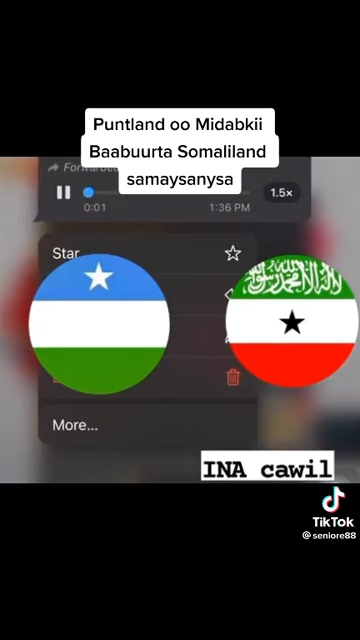 Puntland oo Midabkii
Baabuurta Somaliland
samaysanysa
Forwarded
0:01
1:36 PM
1.5×
Star
More...
INA cawil
TikTok
@seniore88